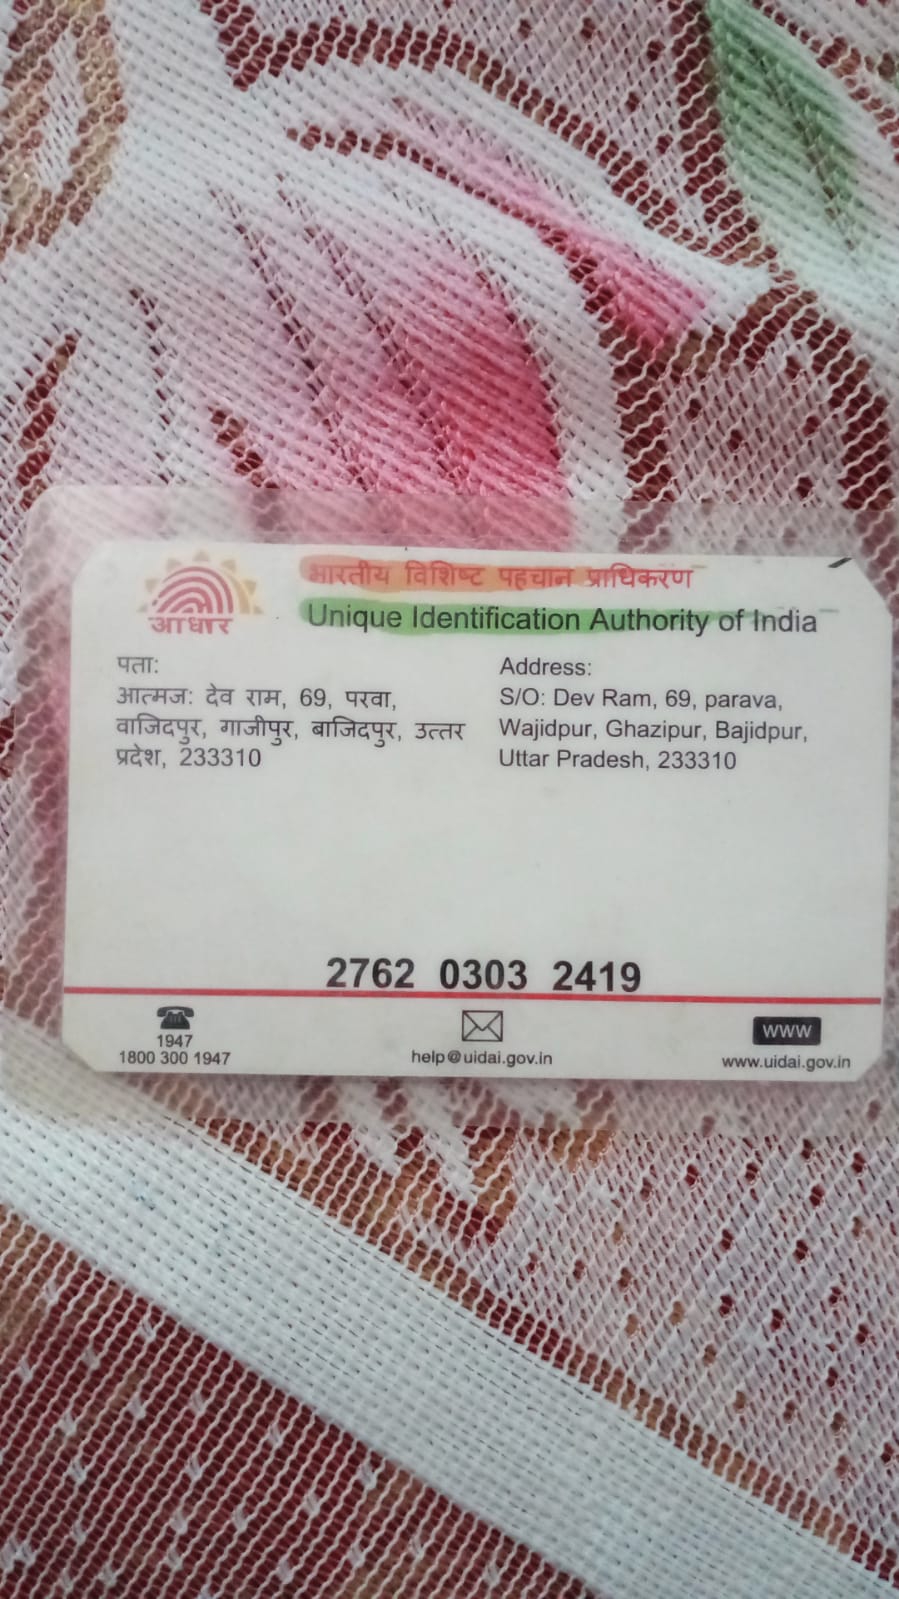 आधार
भारतीय विशिष्ट पहचान प्राधिकरण
Unique Identification Authority of India
पता:
आत्मज: देव राम, 69, परवा,
वाजिदपुर, गाजीपुर, बाजिदपुर, उत्तर
प्रदेश, 233310
Address:
S/O: Dev Ram, 69, parava,
Wajidpur, Ghazipur, Bajidpur,
Uttar Pradesh, 233310
2762 0303 2419
1947
1800 300 1947
help@uidai.gov.in
WWW
www.uidai.gov.in